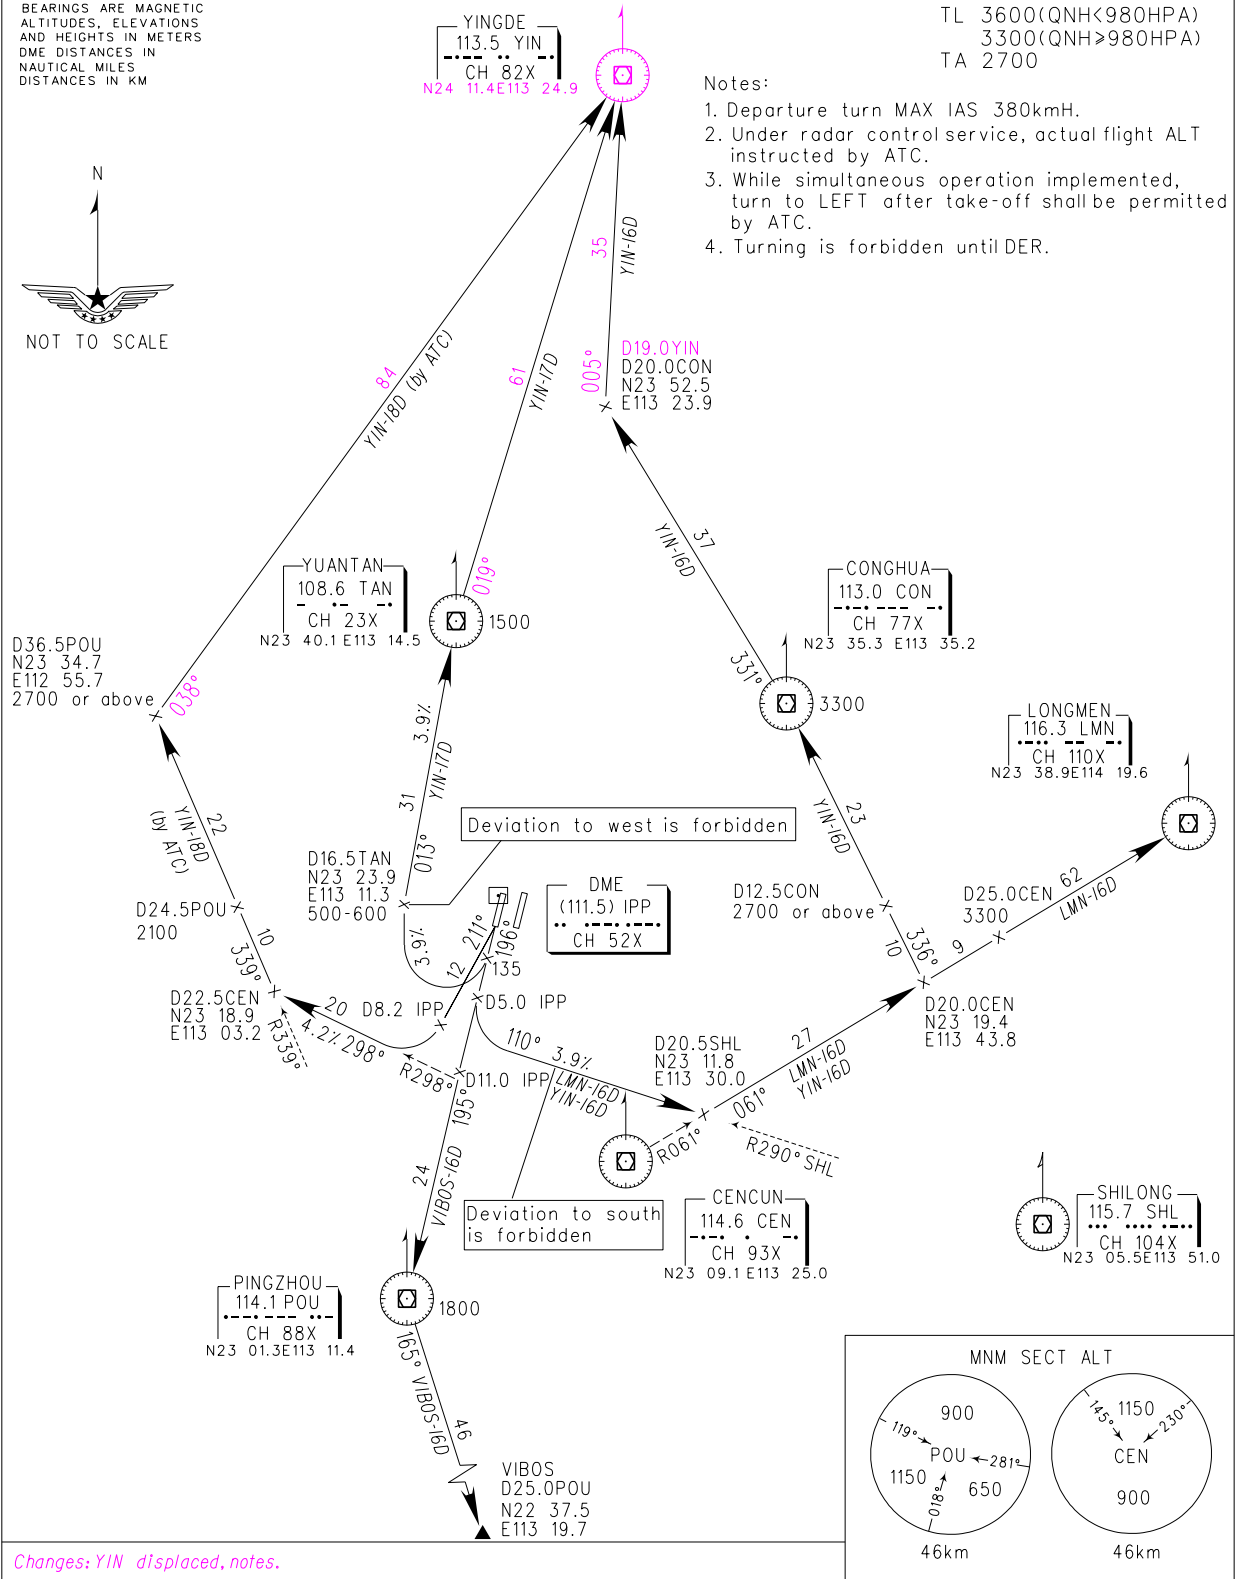 BEARINGS ARE MAGNETIC
ALTITUDES, ELEVATIONS
AND HEIGHTS IN METERS
DME DISTANCES IN
NAUTICAL MILES
DISTANCES IN KM
YINGDE
113.5 YIN
CH 82X
N24 11.4E113 24.9
TL 3600(QNH<980HPA)
3300(QNH≥980HPA)
TA 2700
Notes:
1. Departure turn MAX IAS 380kmH.
2. Under radar control service, actual flight ALT
instructed by ATC.
3. While simultaneous operation implemented,
turn to LEFT after take-off shall be permitted
by ATC.
4. Turning is forbidden until DER.
N
NOT TO SCALE
84
YIN-18D (by ATC)
61
YIN-17D
35
YIN-16D
005°
D19.0YIN
D20.0CON
N23 52.5
E113 23.9
37
YIN-16D
YUANTAN
108.6 TAN
CH 23X
N23 40.1 E113 14.5
019°
1500
CONGHUA
113.0 CON
CH 77X
N23 35.3 E113 35.2
331°
3300
D36.5POU
N23 34.7
E112 55.7
2700 or above
038°
LONGMEN
116.3 LMN
CH 110X
N23 38.9E114 19.6
3.9%
YIN-17D
31
013°
22
YIN-18D
(by ATC)
23
YIN-16D
Deviation to west is forbidden
D16.5TAN
N23 23.9
E113 11.3
500-600
DME
(111.5) IPP
CH 52X
D12.5CON
2700 or above
D25.0CEN
3300
62
LMN-16D
D24.5POU
2100
10
339°
3.9%
12
211°
196°
135
336°
10
9
D22.5CEN
N23 18.9
E113 03.2
20
4.2% 298°
D8.2 IPP
D5.0 IPP
R339°
R298°
D11.0 IPP
110°
3.9%
LMN-16D
YIN-16D
D20.5SHL
N23 11.8
E113 30.0
27
LMN-16D
YIN-16D
D20.0CEN
N23 19.4
E113 43.8
061°
R061°
R290° SHL
195°
24
VIBOS-16D
Deviation to south
is forbidden
CENCUN
114.6 CEN
CH 93X
N23 09.1 E113 25.0
SHILONG
115.7 SHL
CH 104X
N23 05.5E113 51.0
PINGZHOU
114.1 POU
CH 88X
N23 01.3E113 11.4
1800
165° VIBOS-16D
46
VIBOS
D25.0POU
N22 37.5
E113 19.7
MNM SECT ALT
900
119°
POU
281°
1150
650
018°
46km
1150
145°
230°
CEN
900
46km
Changes: YIN displaced, notes.